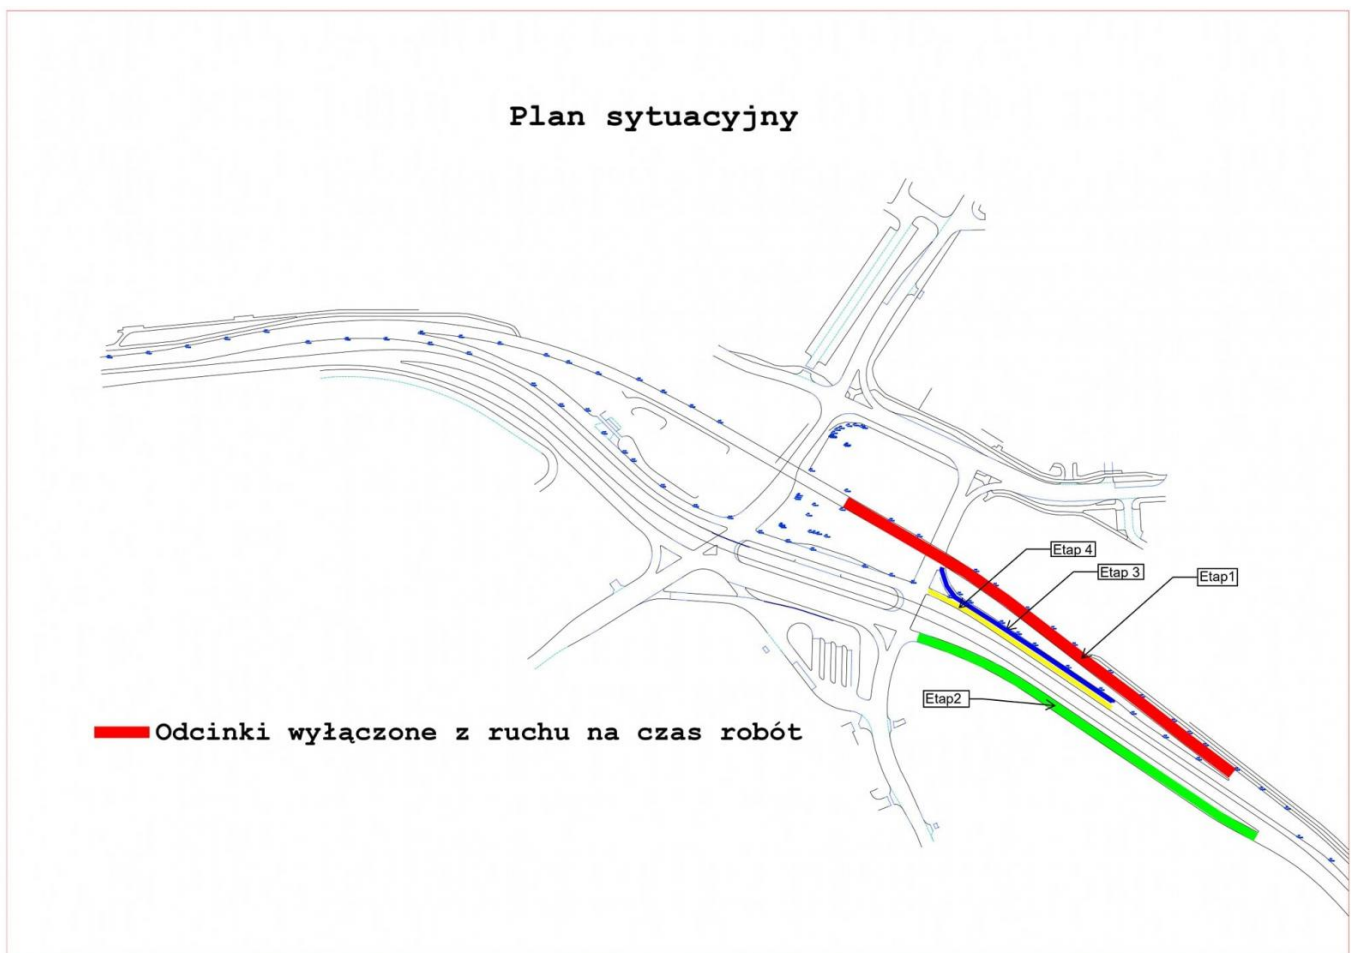 Plan sytuacyjny
Etap 4
Etap 3
Etap1
Etap2
Odcinki wyłączone z ruchu na czas robót